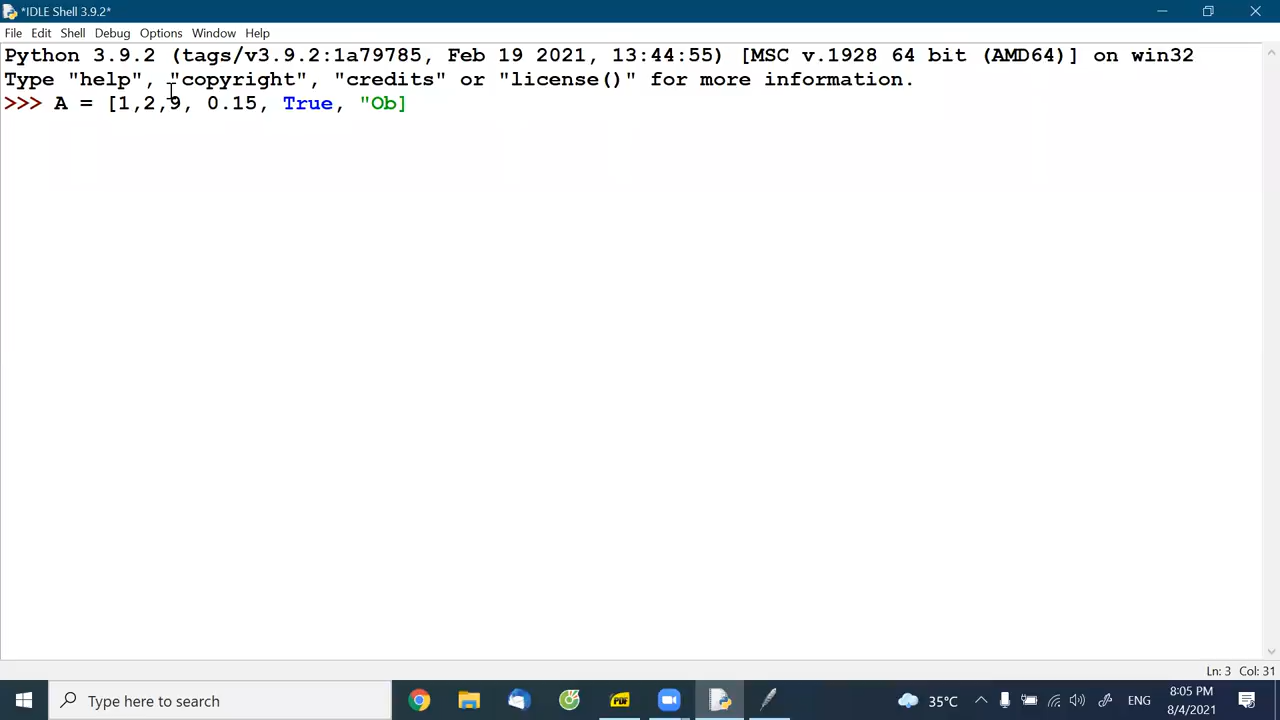 *IDLE Shell 3.9.2*
File Edit Shell Debug Options Window Help
Python 3.9.2 (tags/v3.9.2:1a79785, Feb 19 2021, 13:44:55) [MSC v.1928 64 bit (AMD64)] on win32
Type "help", "copyright", "credits" or "license()" for more information.
>>> A = [1,2,9, 0.15, True, "Ob]
Ln: 3 Col: 31
Type here to search
PDF
35°C
ENG
8:05 PM
8/4/2021